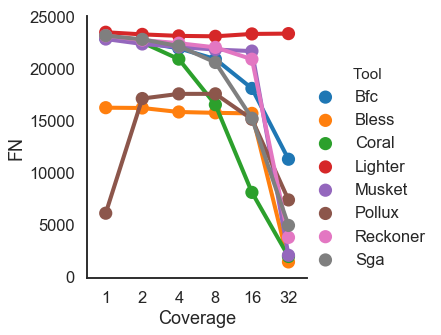 25000
20000
15000
10000
5000
0
FN
1 2 4 8 16 32
Coverage
Tool
Bfc
Bless
Coral
Lighter
Musket
Pollux
Reckoner
Sga